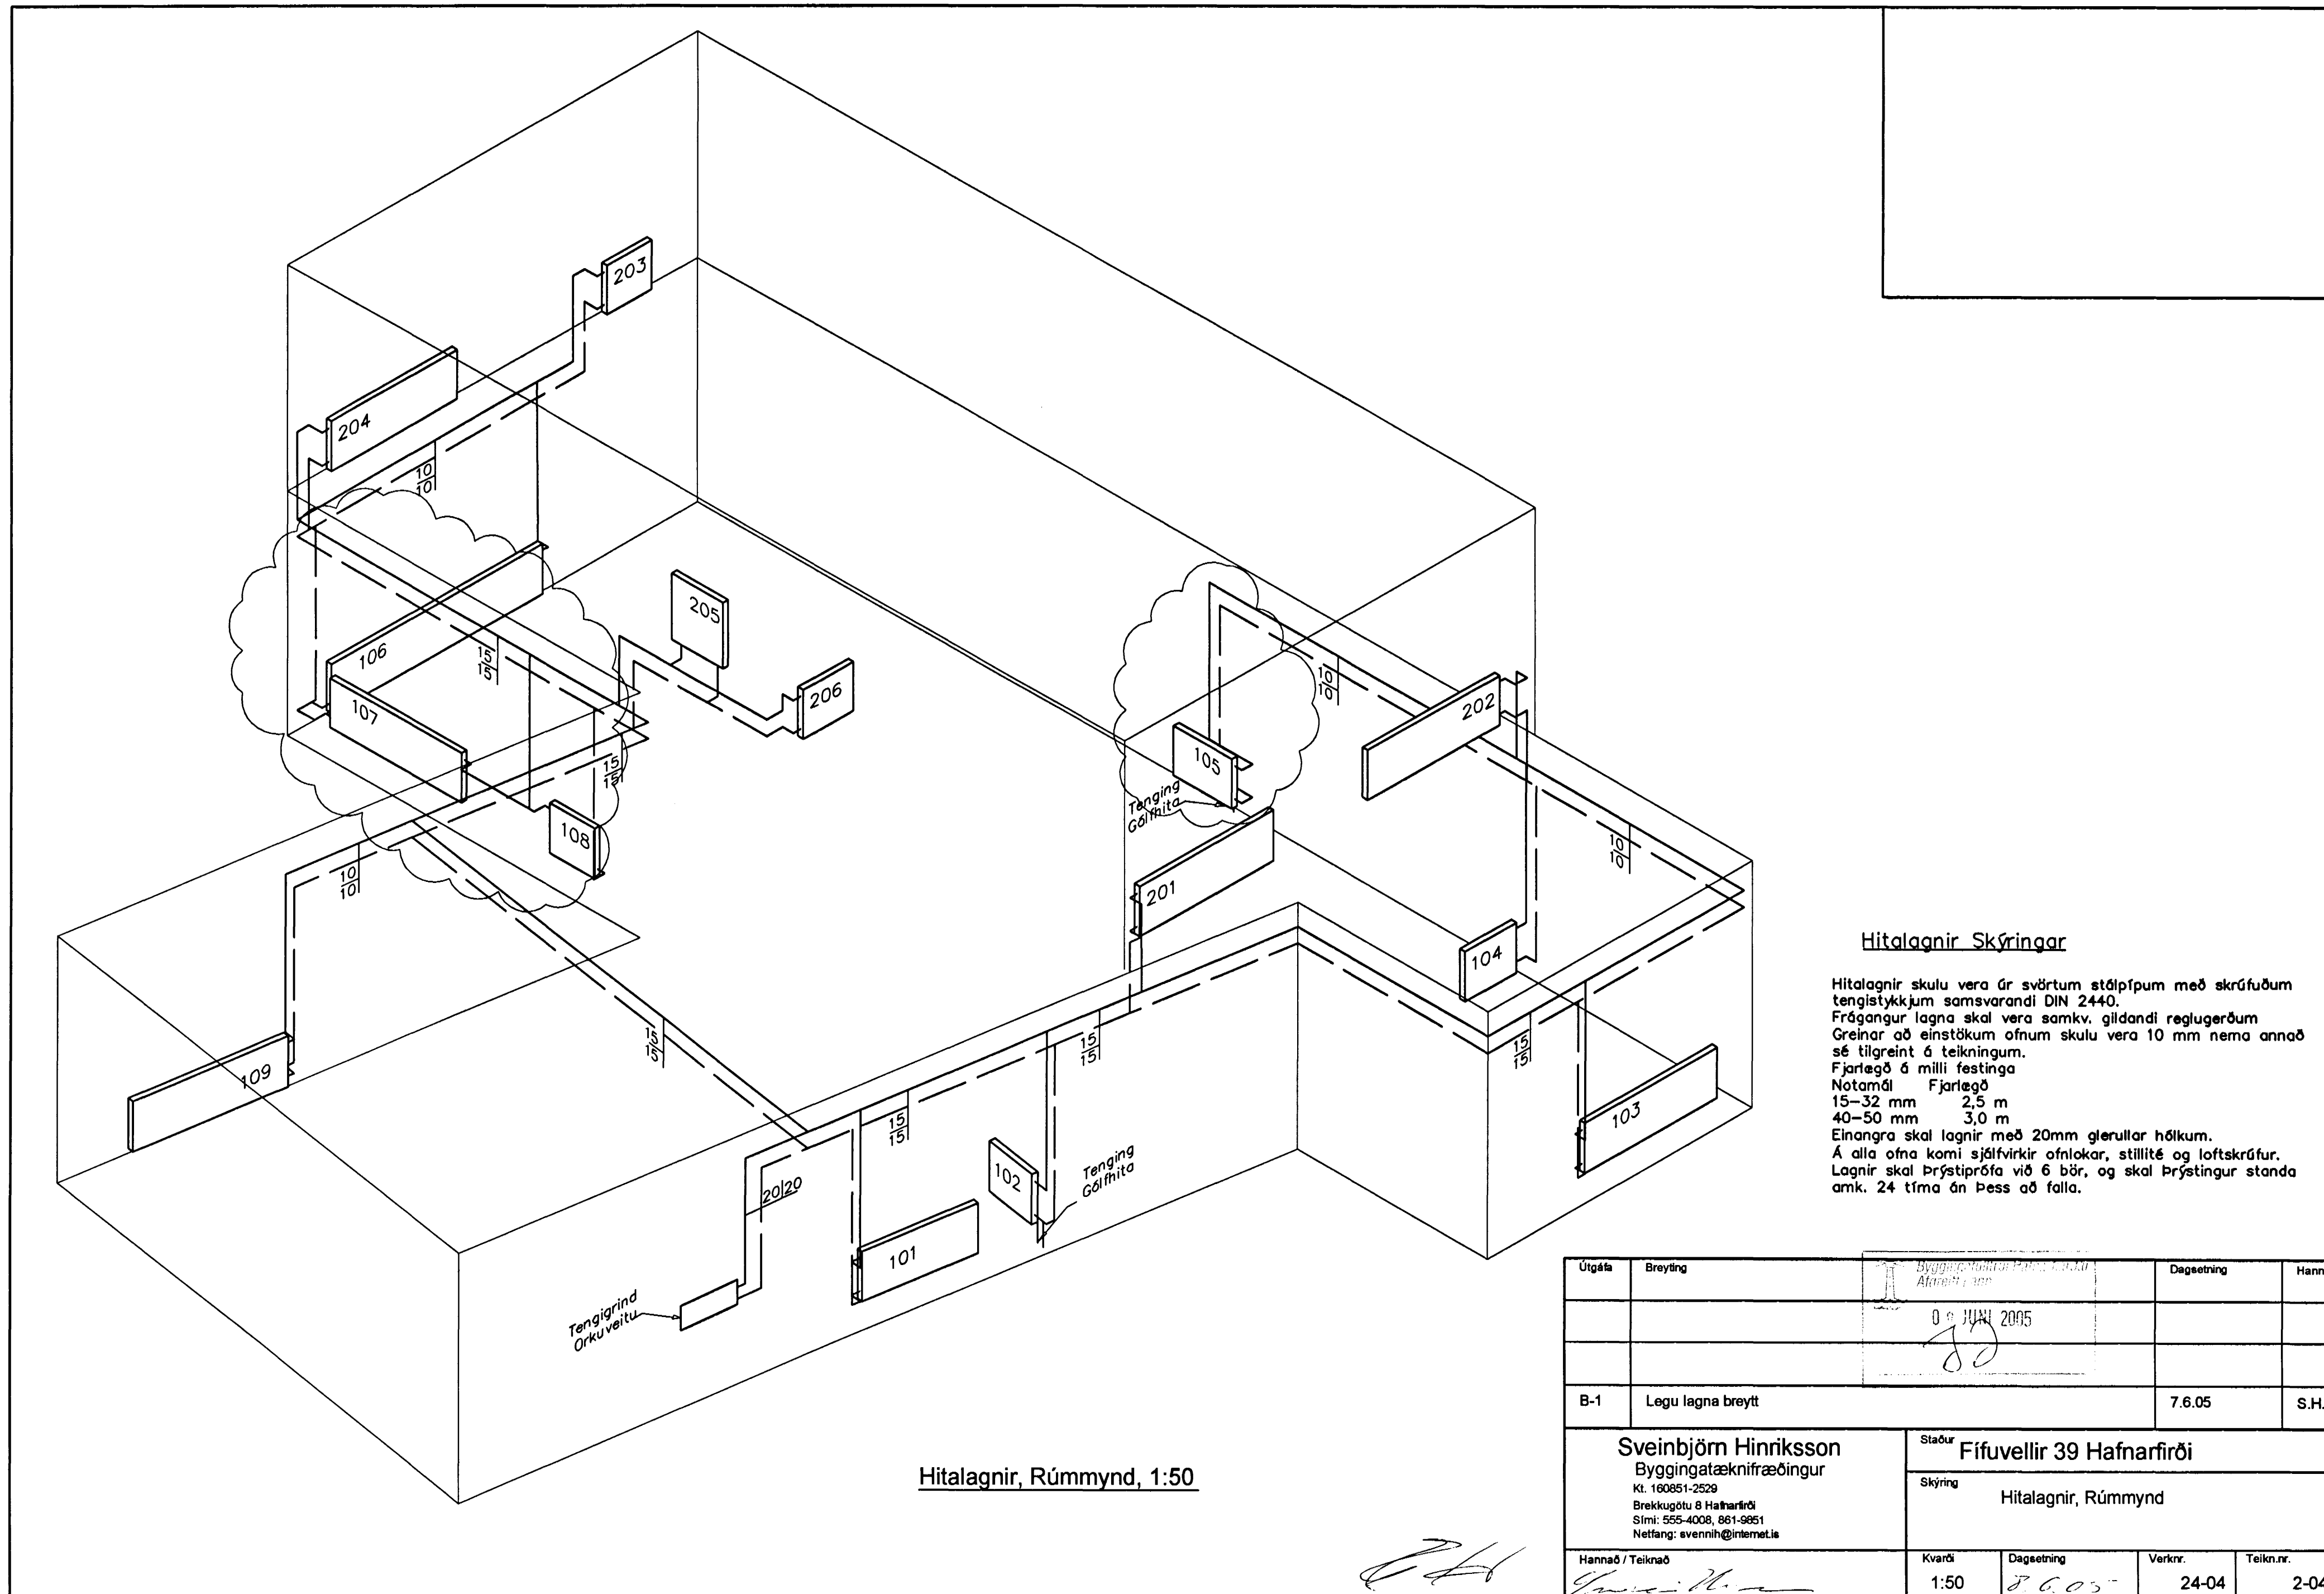 203
204
10
10
205
106
15
15
206
107
10
10
202
105
15
15
Tenging
Gólfhita
108
10
10
10
10
201
104
Hitalagnir Skýringar
Hitalagnir skulu vera úr svörtum stálpípum með skrúfuðum
tengistykkjum samsvarandi DIN 2440.
Frágangur lagna skal vera samkv. gildandi reglugerðum
Greinar að einstökum ofnum skulu vera 10 mm nema annað
sé tilgreint á teikningum.
Fjarlægð á milli festinga
Notamál Fjarlægð
15-32 mm 2,5 m
40-50 mm 3,0 m
Einangra skal lagnir með 20mm glerullar hólkum.
Á alla ofna komi sjálfvirkir ofnlokar, stillité og loftskrúfur.
Lagnir skal Þrýstiprófa við 6 bör, og skal Þrýstingur standa
amk. 24 tíma án Þess að falla.
15
15
15
15
15
15
109
103
15
15
102
Tenging
Gólfhita
20|20
101
Tengigrind
Orkuveitu
Hitalagnir, Rúmmynd, 1:50
Útgáfa Breyting Dagsetning Hann
JUNI 2005
B-1 Legu lagna breytt 7.6.05 S.H.
Sveinbjörn Hinriksson
Byggingatæknifræðingur
Kt. 160851-2529
Brekkugötu 8 Hafnarfirði
Sími: 555-4008, 861-9851
Netfang: svennih@internet.is
Staður Fífuvellir 39 Hafnarfirði
Skýring
Hitalagnir, Rúmmynd
Hannað / Teiknað
Kvarði Dagsetning Verknr. Teikn.nr.
1:50 8.6.05 24-04 2-04